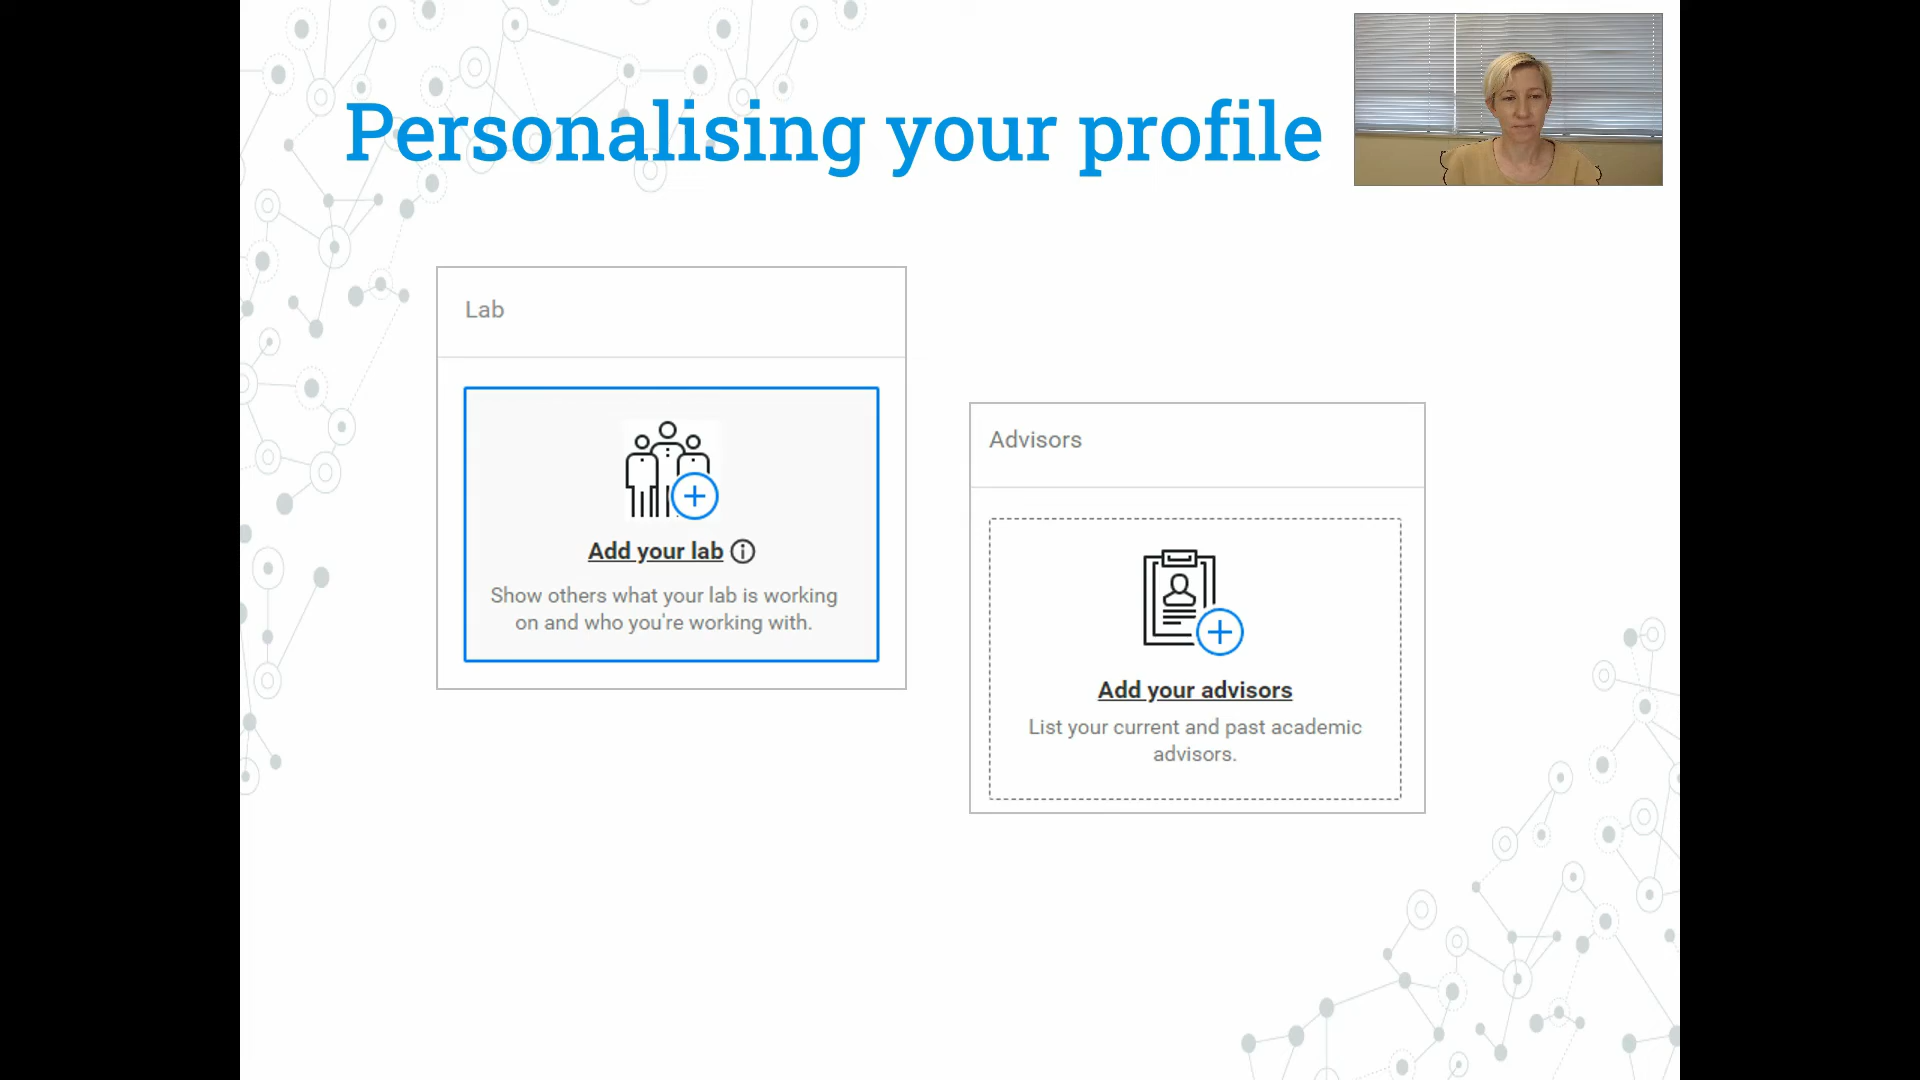 Personalising your profile
Lab
Add your lab
Show others what your lab is working
on and who you're working with.
Advisors
Add your advisors
List your current and past academic
advisors.